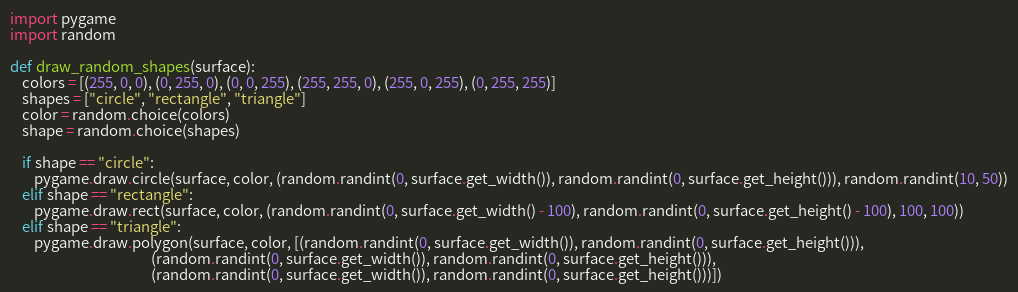 import pygame
import random

def draw_random_shapes(surface):
    colors = [(255, 0, 0), (0, 255, 0), (0, 0, 255), (255, 255, 0), (255, 0, 255), (0, 255, 255)]
    shapes = ["circle", "rectangle", "triangle"]
    color = random.choice(colors)
    shape = random.choice(shapes)

    if shape == "circle":
        pygame.draw.circle(surface, color, (random.randint(0, surface.get_width()), random.randint(0, surface.get_height())), random.randint(10, 50))
    elif shape == "rectangle":
        pygame.draw.rect(surface, color, (random.randint(0, surface.get_width() - 100), random.randint(0, surface.get_height() - 100), 100, 100))
    elif shape == "triangle":
        pygame.draw.polygon(surface, color, [(random.randint(0, surface.get_width()), random.randint(0, surface.get_height())),
                                             (random.randint(0, surface.get_width()), random.randint(0, surface.get_height())),
                                             (random.randint(0, surface.get_width()), random.randint(0, surface.get_height()))])